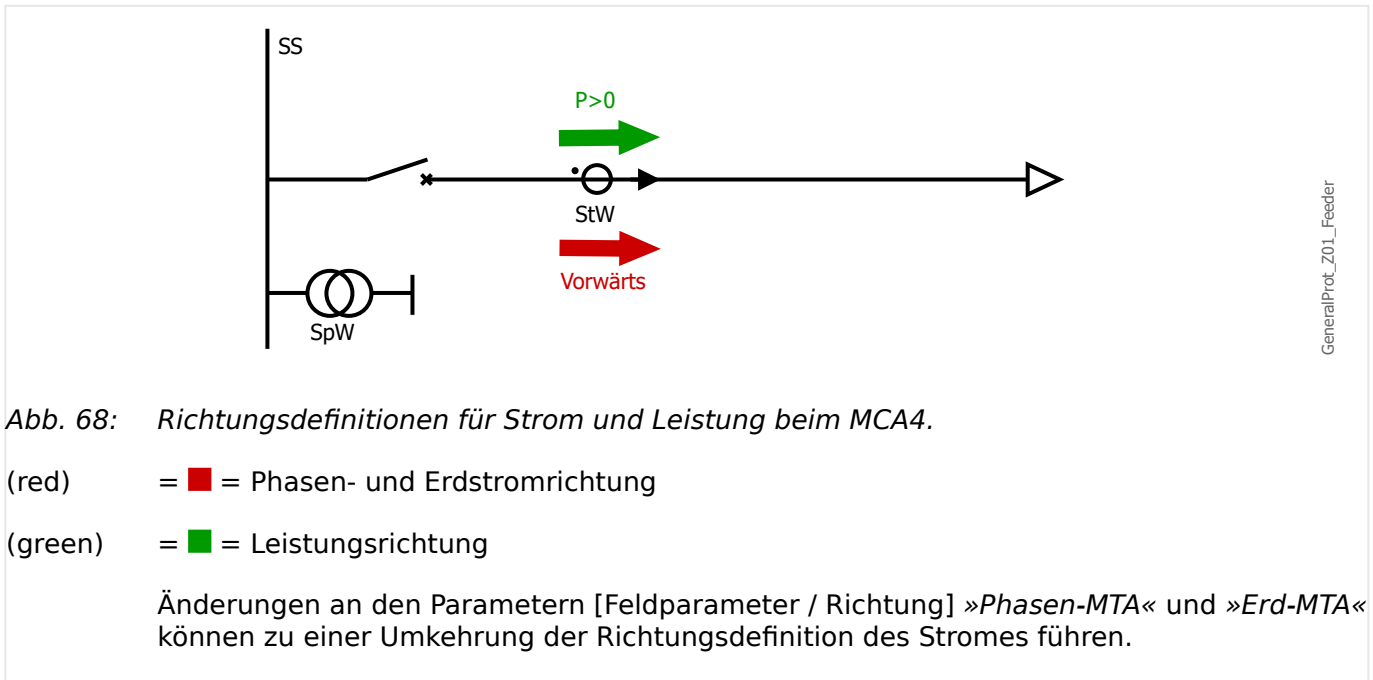 SS
P>0
StW
Vorwärts
SpW
GeneralProt_Z01_Feeder
Abb. 68: Richtungsdefinitionen für Strom und Leistung beim MCA4.
(red) = ■ = Phasen- und Erdstromrichtung
(green) = ■ = Leistungsrichtung
Änderungen an den Parametern [Feldparameter / Richtung] »Phasen-MTA« und »Erd-MTA«
können zu einer Umkehrung der Richtungsdefinition des Stromes führen.